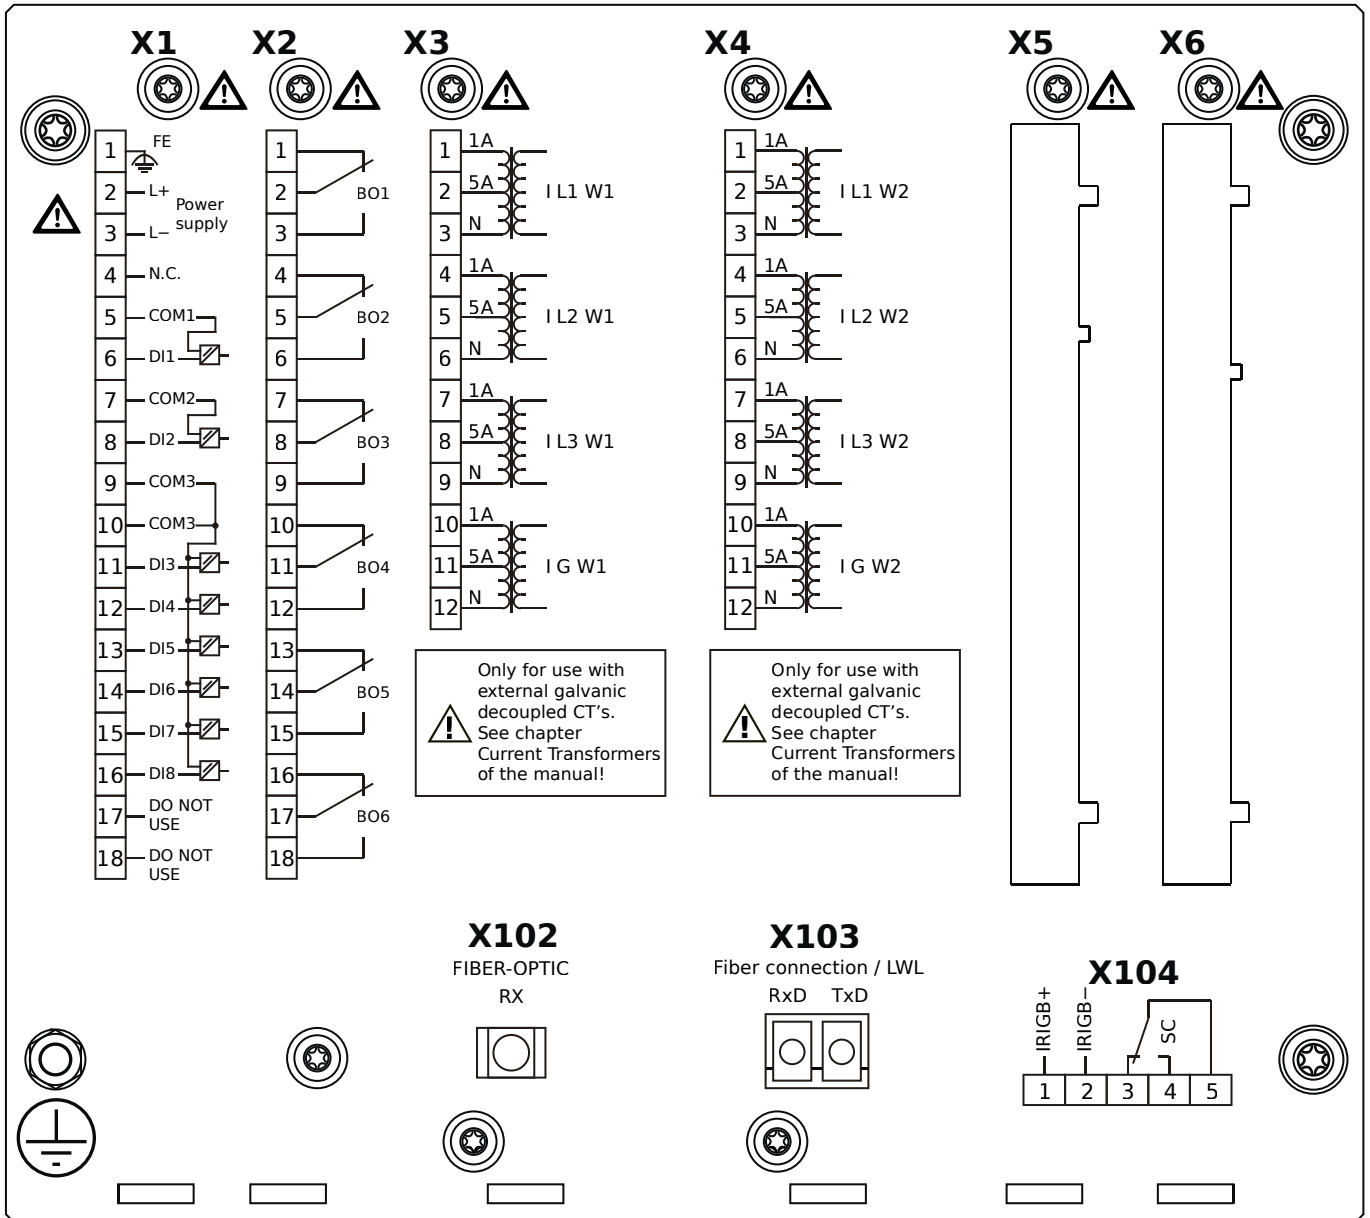 X1 X2 X3 X4 X5 X6
1 FE
2 L+
Power
supply
3 L−
4 N.C.
5 COM1
6 DI1
7 COM2
8 DI2
9 COM3
10 COM3
11 DI3
12 DI4
13 DI5
14 DI6
15 DI7
16 DI8
17 DO NOT
USE
18 DO NOT
USE
1
2 BO1
3
4
5 BO2
6
7
8 BO3
9
10
11 BO4
12
13
14 BO5
15
16
17 BO6
18
1 1A
2 5A I L1 W1
3 N
4 1A
5 5A I L2 W1
6 N
7 1A
8 5A I L3 W1
9 N
10 1A
11 5A I G W1
12 N
Only for use with
external galvanic
decoupled CT's.
See chapter
Current Transformers
of the manual!
1 1A
2 5A I L1 W2
3 N
4 1A
5 5A I L2 W2
6 N
7 1A
8 5A I L3 W2
9 N
10 1A
11 5A I G W2
12 N
Only for use with
external galvanic
decoupled CT's.
See chapter
Current Transformers
of the manual!
X102
FIBER-OPTIC
RX
X103
Fiber connection / LWL
RxD TxD
X104
IRIGB+
IRIGB−
SC
1 2 3 4 5